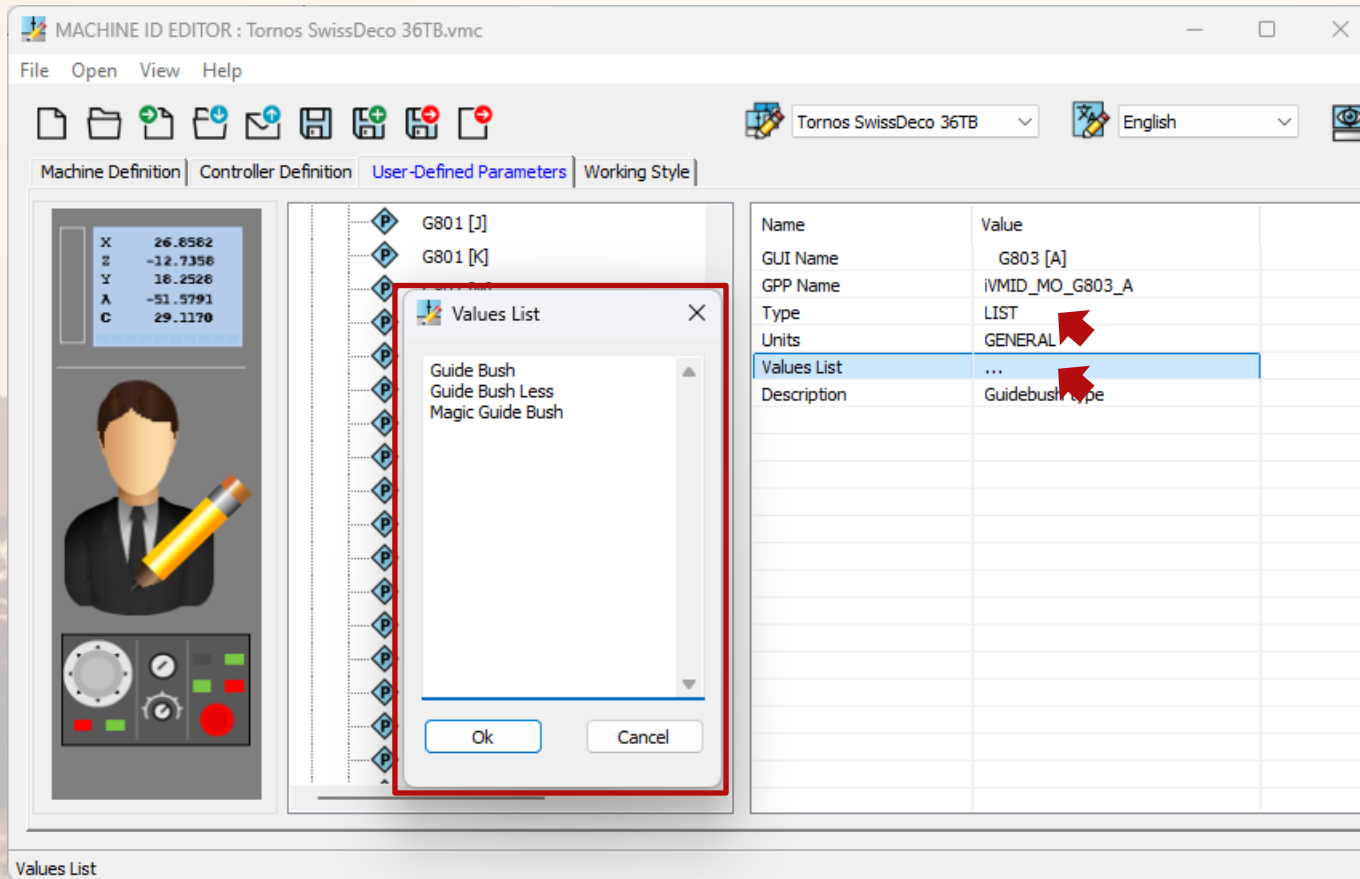 MACHINE ID EDITOR : Tornos SwissDeco 36TB.vmc
File Open View Help
Tornos SwissDeco 36TB English
Machine Definition Controller Definition User-Defined Parameters Working Style
X 26.8582
Z -12.7358
Y 18.2528
A -51.5791
C 29.1170
G801 [J]
G801 [K]
Values List
Guide Bush
Guide Bush Less
Magic Guide Bush
Ok Cancel
Name Value
GUI Name G803 [A]
GPP Name iVMID_MO_G803_A
Type LIST
Units GENERAL
Values List ...
Description Guidebush type
Values List